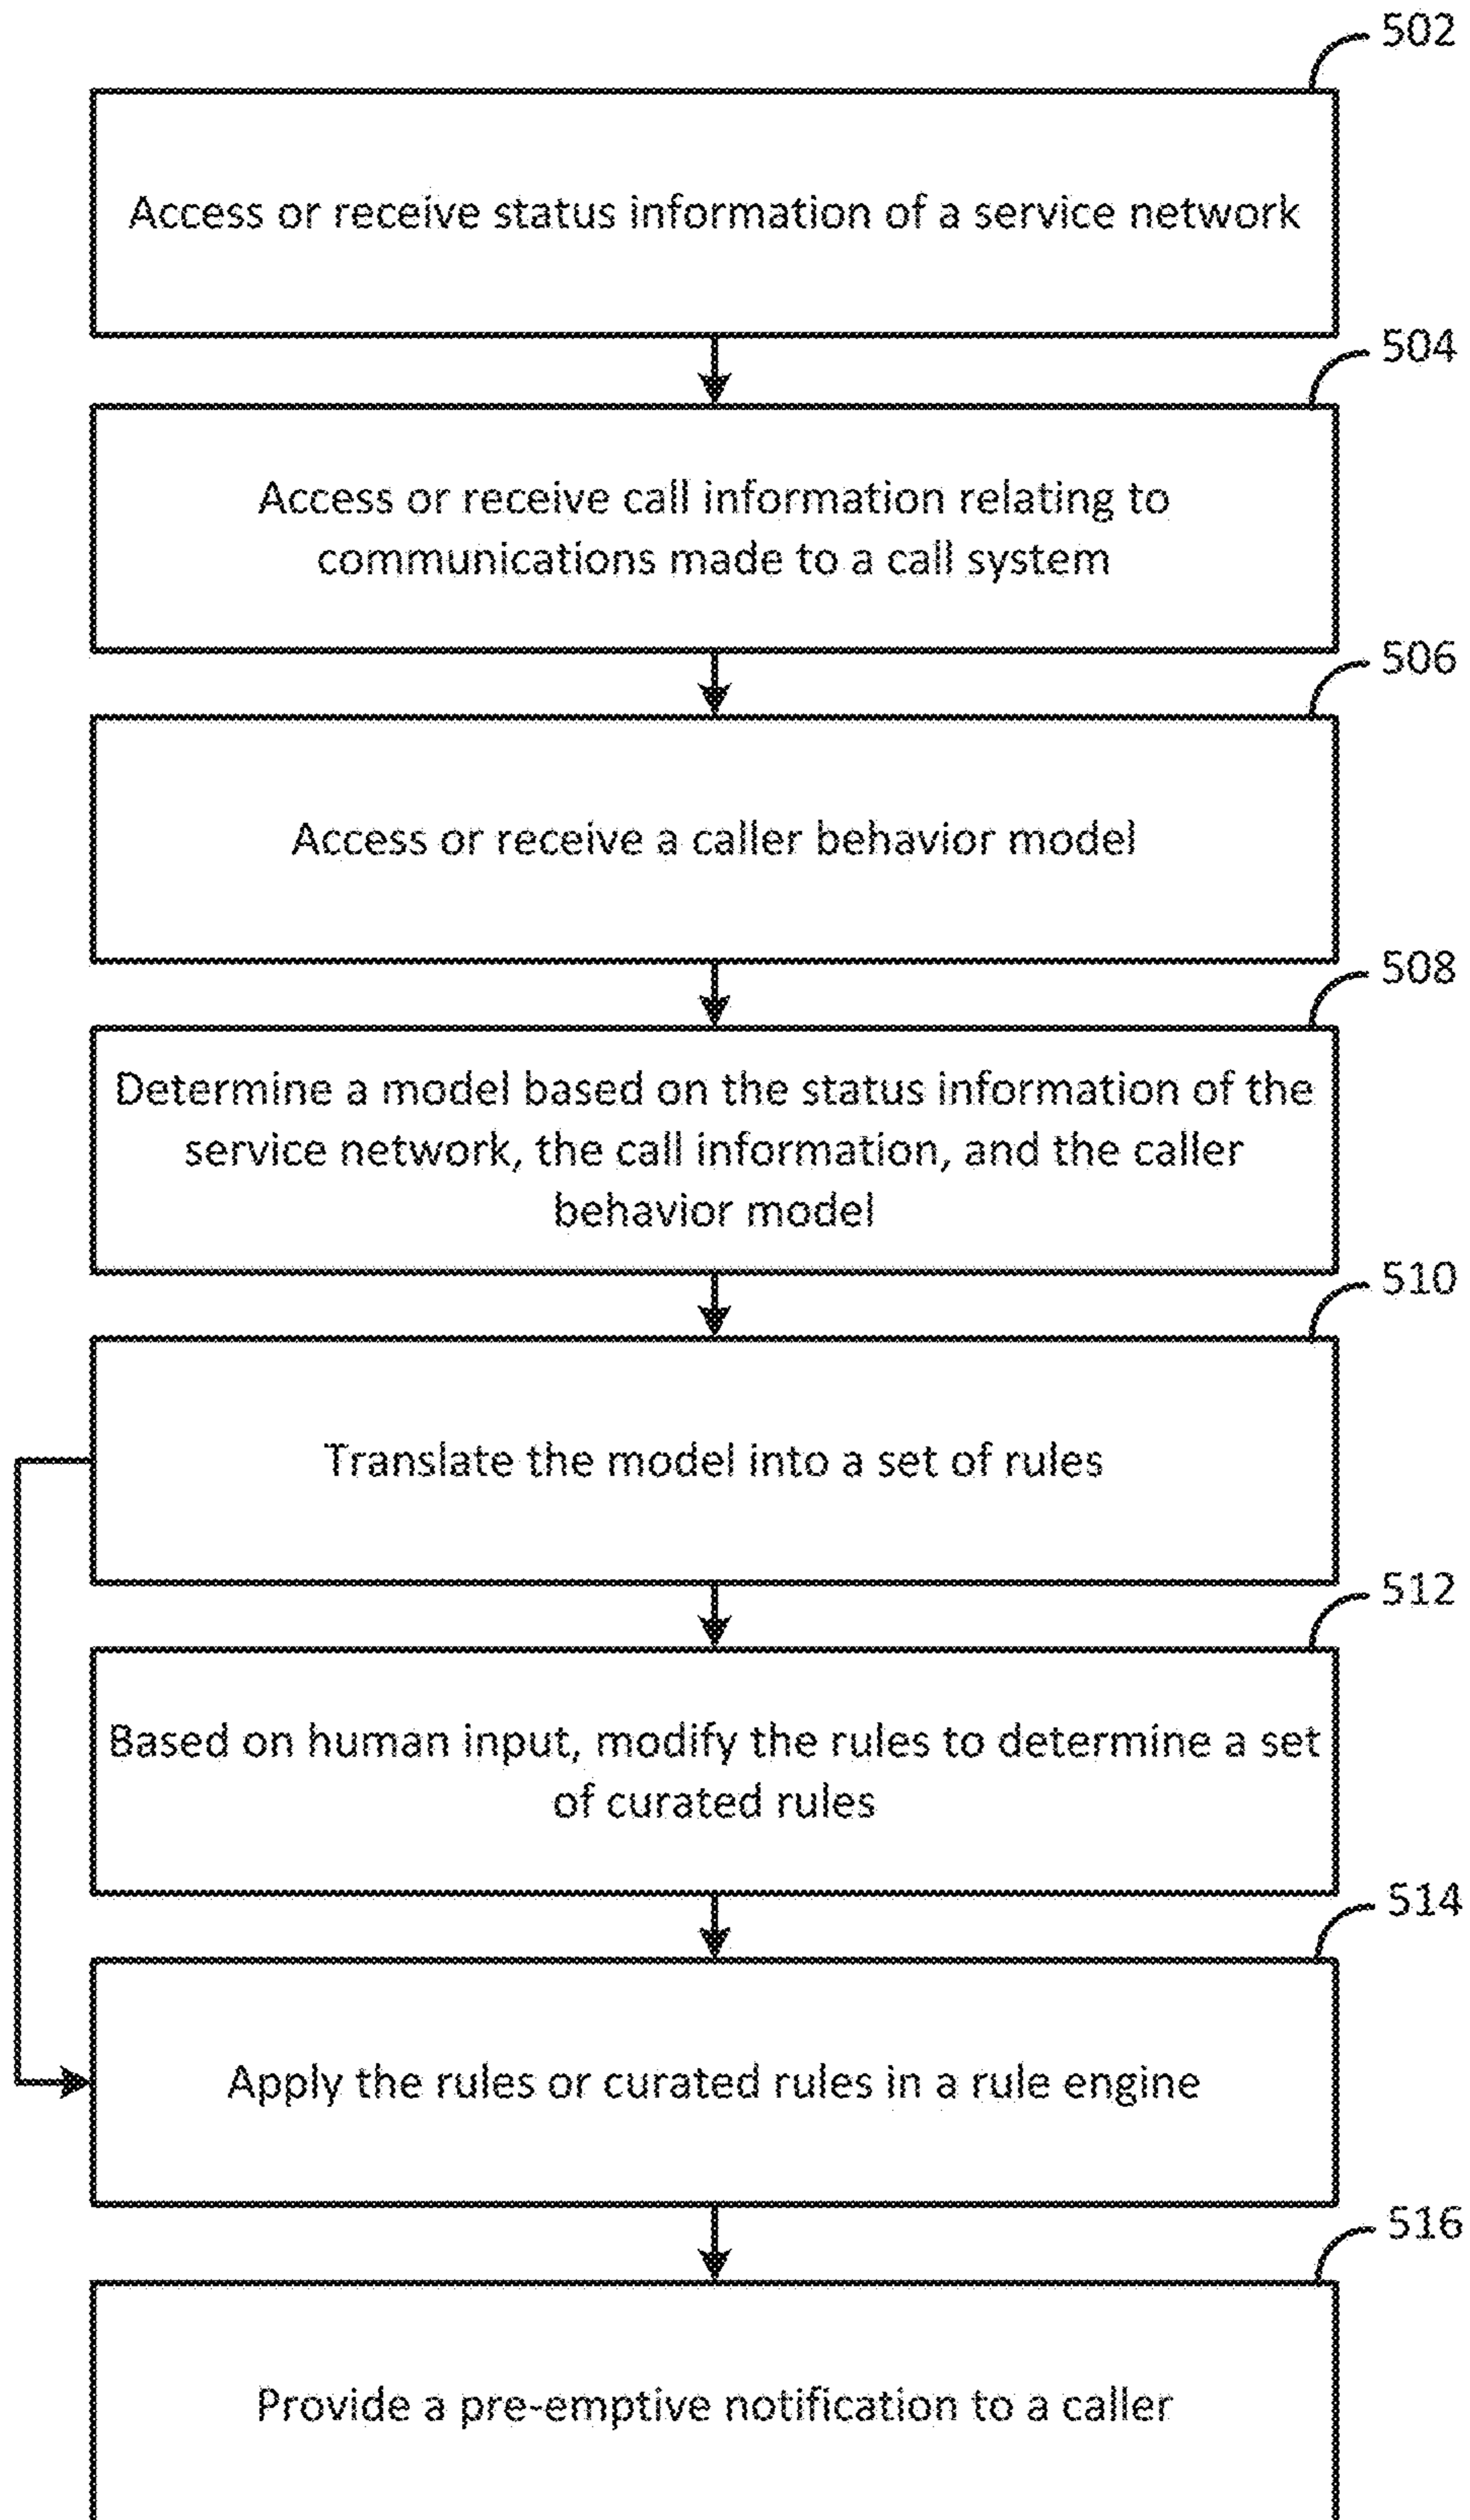 502
Access or receive status information of a service network
504
Access or receive call information relating to
communications made to a call system
506
Access or receive a caller behavior model
508
Determine a model based on the status information of the
service network, the call information, and the caller
behavior model
510
Translate the model into a set of rules
512
Based on human input, modify the rules to determine a set
of curated rules
514
Apply the rules or curated rules in a rule engine
516
Provide a pre-emptive notification to a caller